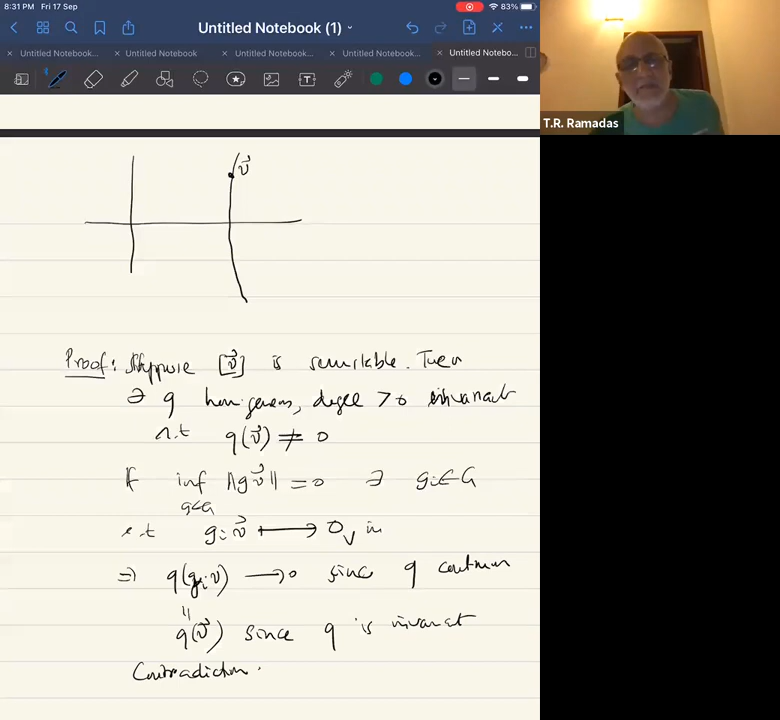 8:31 PM Fri 17 Sep
83%
Untitled Notebook (1)
Untitled Notebook...
Untitled Notebook
Untitled Notebook...
Untitled Notebook...
Untitled Notebo...
T.R. Ramadas
v⃗
Proof: Suppose [v⃗] is semistable. Then
∃ q homogeneous, degree >0 invariant
s.t q(v⃗) ≠ 0
If inf ||g v⃗|| = 0 ∃ gᵢ ∈ G
g∈G
s.t gᵢ v⃗ ⟼ 0_V in
⇒ q(gᵢ v) → 0 since q continuous
||
q(v⃗) since q is invariant
Contradiction.